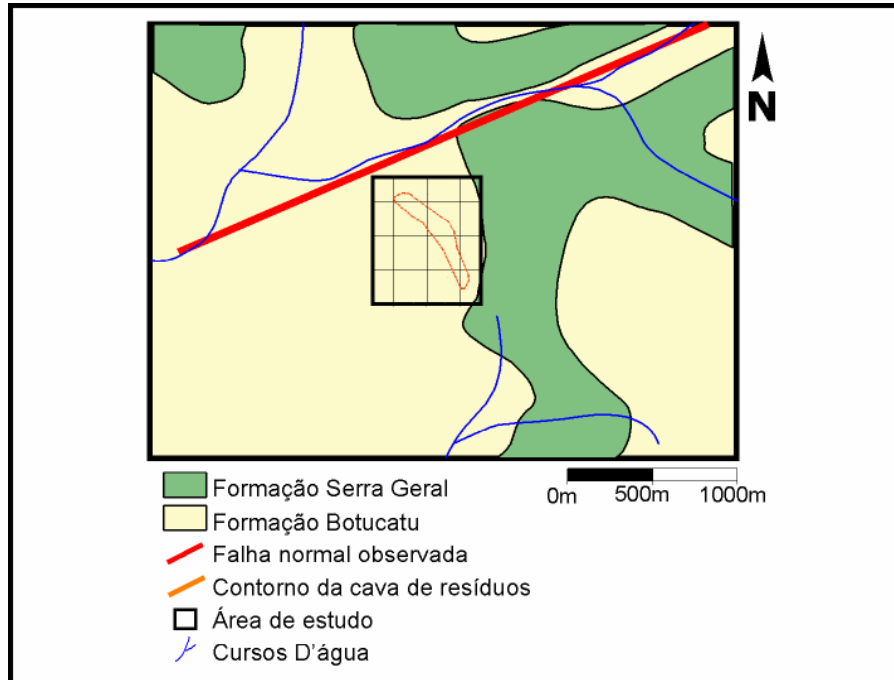 N
0m 500m 1000m
Formação Serra Geral
Formação Botucatu
Falha normal observada
Contorno da cava de resíduos
Área de estudo
Cursos D'água